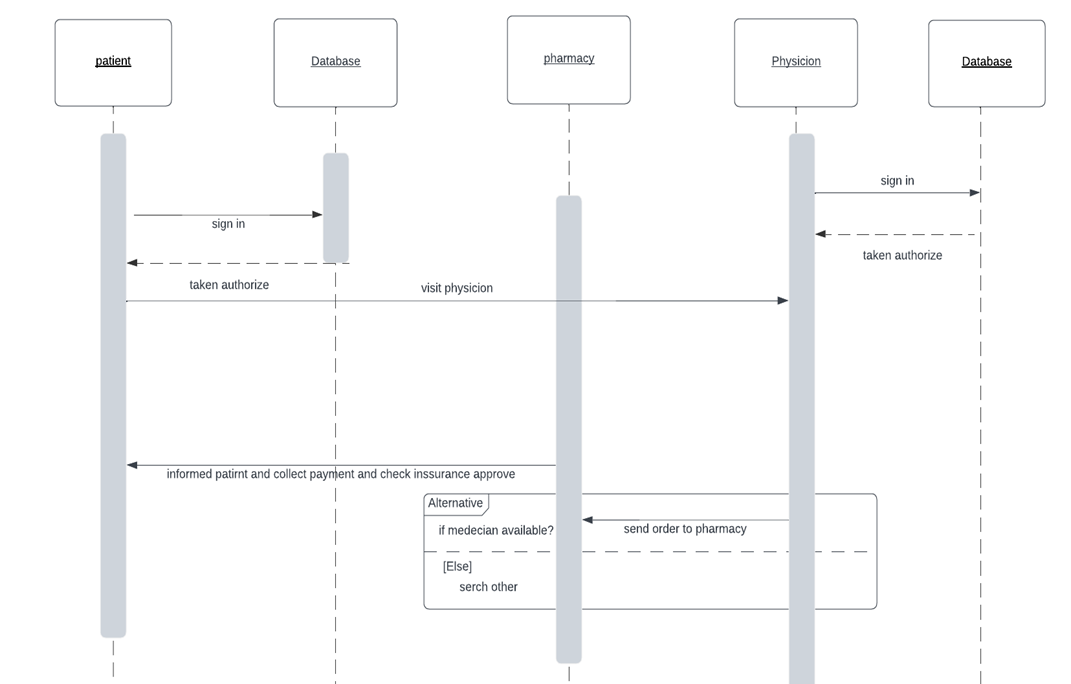 patient
Database
pharmacy
Physicion
Database
sign in
sign in
taken authorize
taken authorize
visit physicion
informed patirnt and collect payment and check inssurance approve
Alternative
if medecian available?
send order to pharmacy
[Else]
serch other